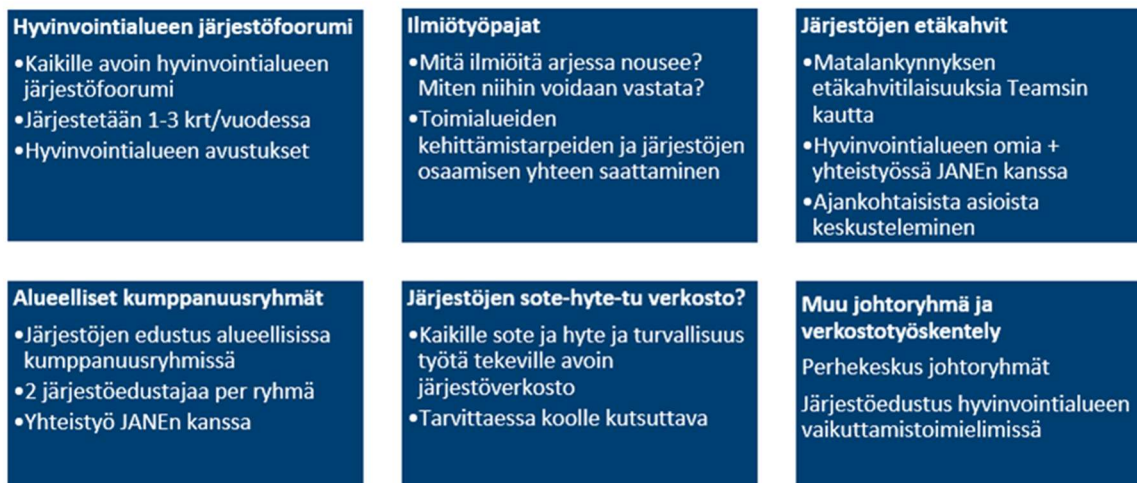 Hyvinvointialueen järjestöfoorumi
•Kaikille avoin hyvinvointialueen
järjestöfoorumi
•Järjestetään 1-3 krt/vuodessa
•Hyvinvointialueen avustukset
Ilmiötyöpajat
•Mitä ilmiöitä arjessa nousee?
Miten niihin voidaan vastata?
•Toimialueiden
kehittämistarpeiden ja järjestöjen
osaamisen yhteen saattaminen
Järjestöjen etäkahvit
•Matalankynnyksen
etäkahvitilaisuuksia Teamsin
kautta
•Hyvinvointialueen omia +
yhteistyössä JANEn kanssa
•Ajankohtaisista asioista
keskusteleminen
Alueelliset kumppanuusryhmät
•Järjestöjen edustus alueellisissa
kumppanuusryhmissä
•2 järjestöedustajaa per ryhmä
•Yhteistyö JANEn kanssa
Järjestöjen sote-hyte-tu verkosto?
•Kaikille sote ja hyte ja turvallisuus
työtä tekeville avoin
järjestöverkosto
•Tarvittaessa koolle kutsuttava
Muu johtoryhmä ja
verkostotyöskentely
Perhekeskus johtoryhmät
Järjestöedustus hyvinvointialueen
vaikuttamistoimielimissä